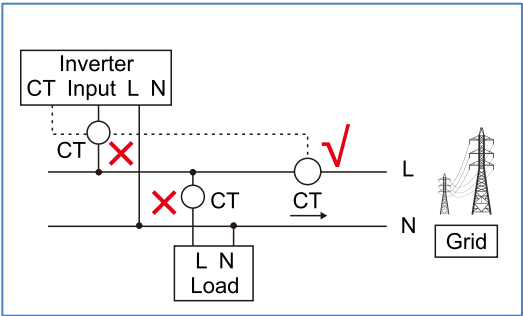 Inverter
CT Input L N
CT
L
CT
CT
N
Grid
L N
Load